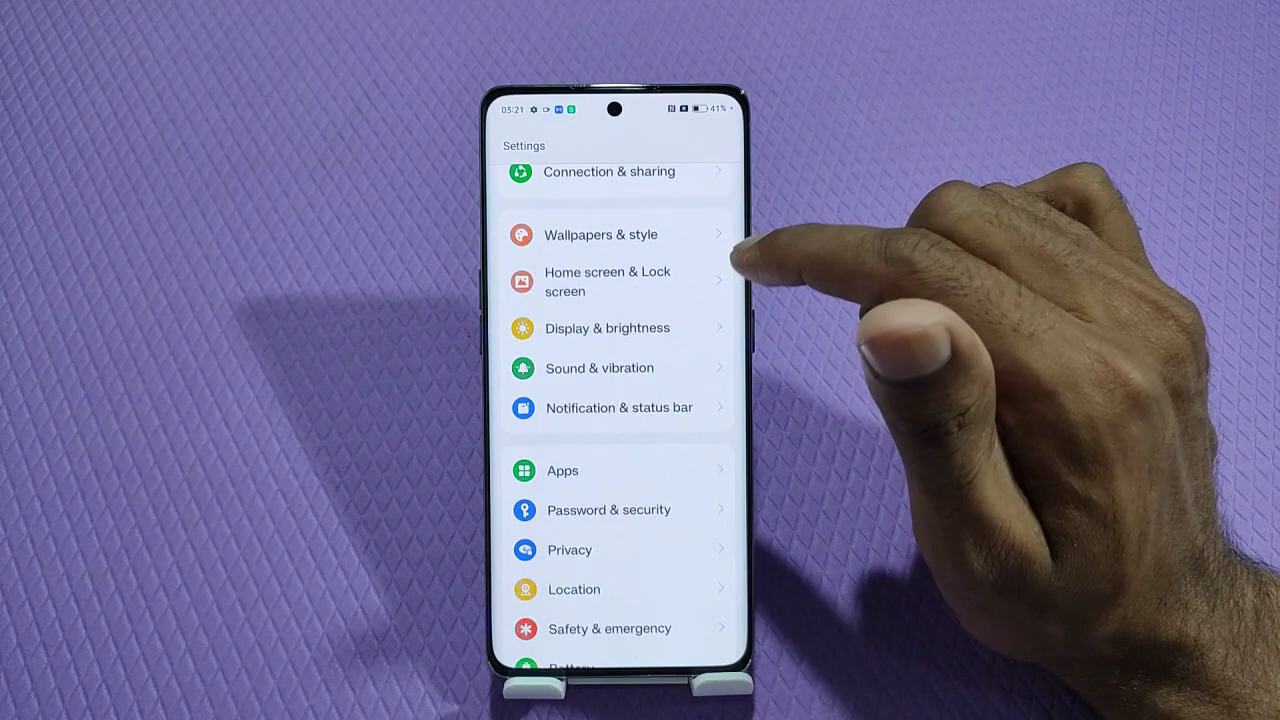 03:21
41%
Settings
Connection & sharing
Wallpapers & style
Home screen & Lock
screen
Display & brightness
Sound & vibration
Notification & status bar
Apps
Password & security
Privacy
Location
Safety & emergency